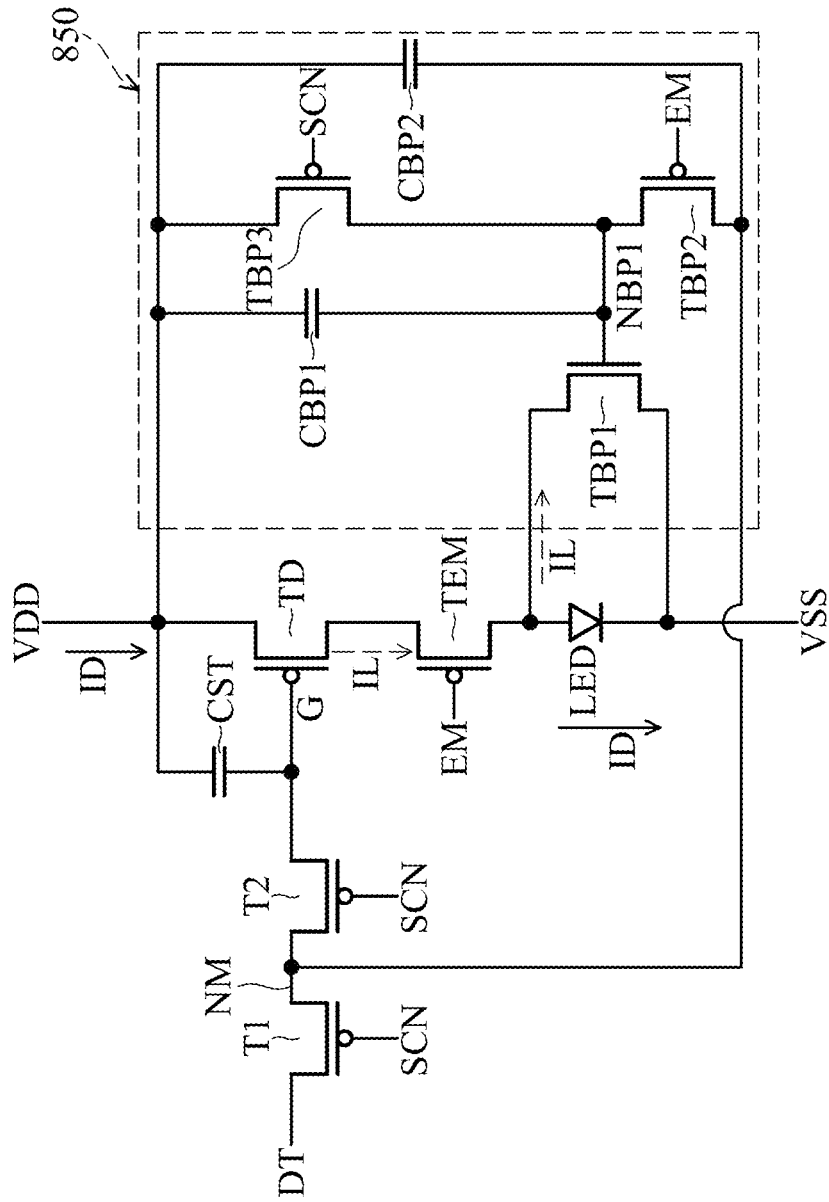 850
VDD
ID
CST
TD
G
IL
TEM
EM
LED
ID
VSS
IL
TBP1
NBP1
CBP1
TBP3
SCN
CBP2
EM
TBP2
DT
T1
NM
T2
SCN
SCN